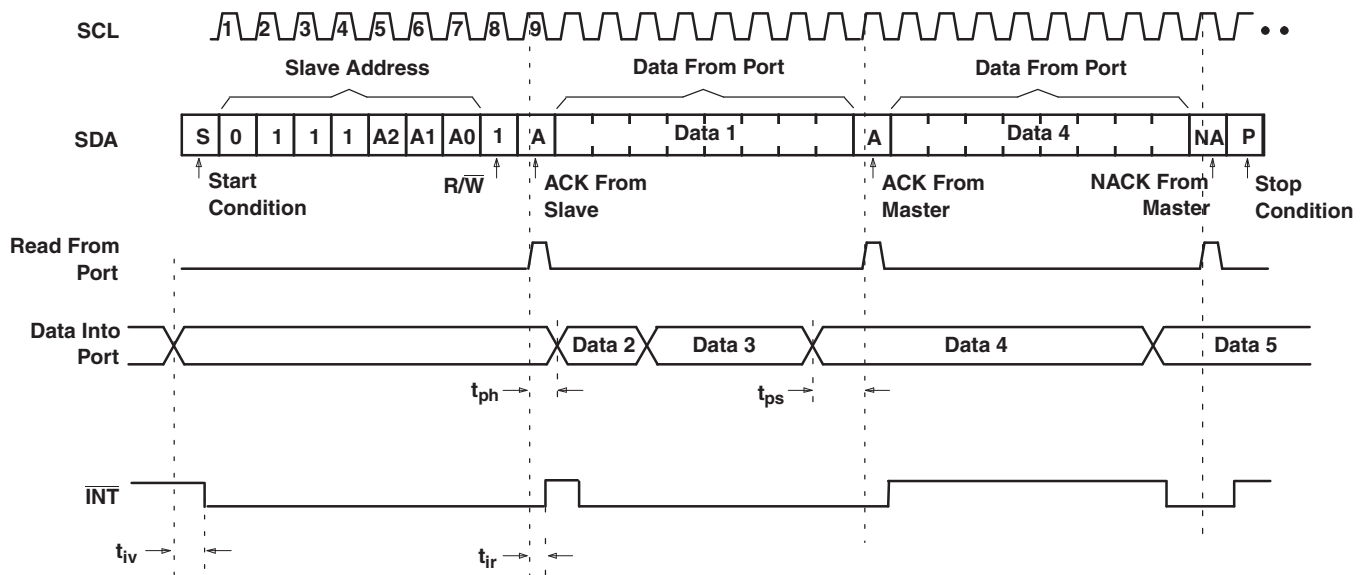 SCL 1 2 3 4 5 6 7 8 9
Slave Address Data From Port Data From Port
SDA S 0 1 1 1 A2 A1 A0 1 A Data 1 A Data 4 NA P
Start Condition
R/W̅
ACK From Slave
ACK From Master
NACK From Master
Stop Condition
Read From Port
Data Into Port
Data 2 Data 3 Data 4 Data 5
tph tps
I̅N̅T̅
tiv tir